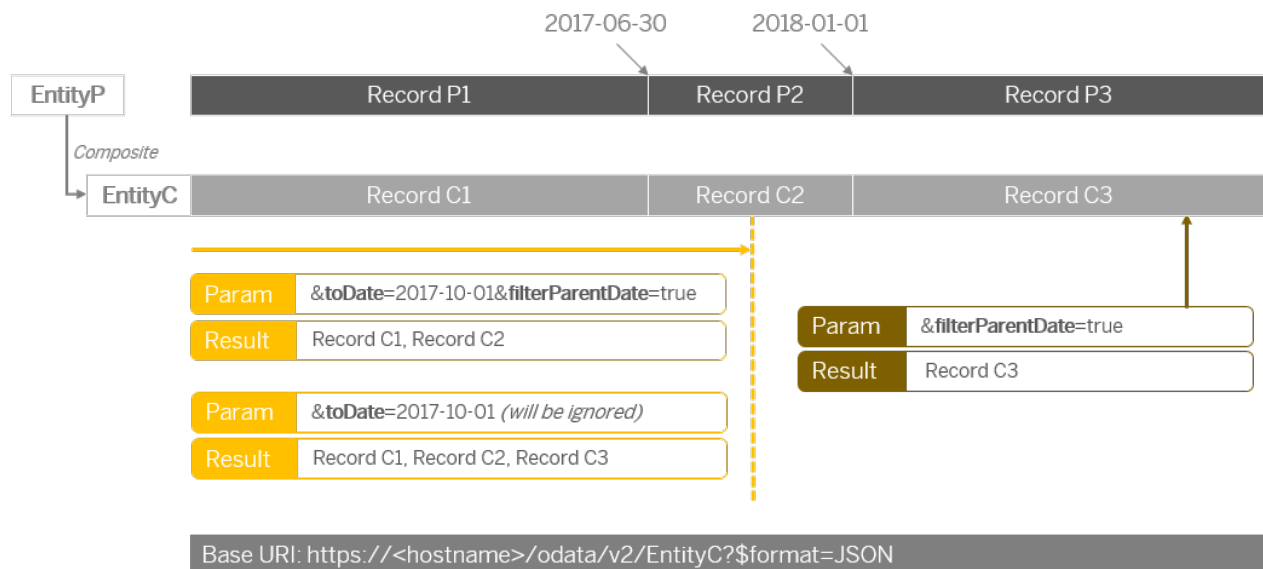 2017-06-30 2018-01-01
EntityP Record P1 Record P2 Record P3
Composite
EntityC Record C1 Record C2 Record C3
Param &toDate=2017-10-01&filterParentDate=true
Result Record C1, Record C2
Param &filterParentDate=true
Result Record C3
Param &toDate=2017-10-01 (will be ignored)
Result Record C1, Record C2, Record C3
Base URI: https://<hostname>/odata/v2/EntityC?$format=JSON